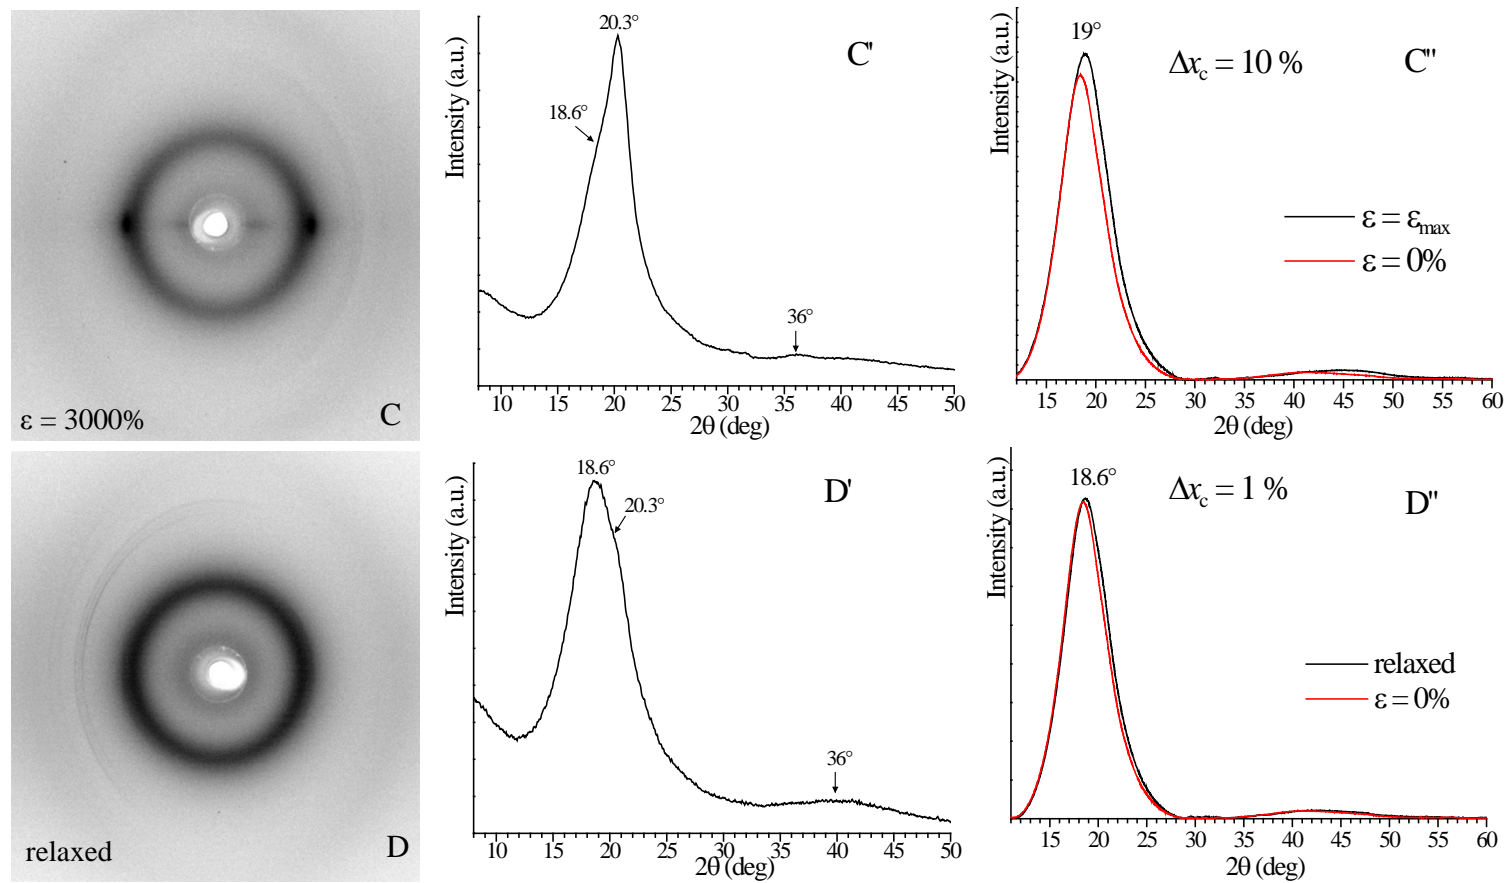 ε = 3000%
C
Intensity (a.u.)
20.3°
18.6°
36°
C'
10 15 20 25 30 35 40 45 50
2θ (deg)
Intensity (a.u.)
19°
Δxc = 10 %
C''
ε = εmax
ε = 0%
15 20 25 30 35 40 45 50 55 60
2θ (deg)
relaxed
D
Intensity (a.u.)
18.6°
20.3°
36°
D'
10 15 20 25 30 35 40 45 50
2θ (deg)
Intensity (a.u.)
18.6°
Δxc = 1 %
D''
relaxed
ε = 0%
15 20 25 30 35 40 45 50 55 60
2θ (deg)